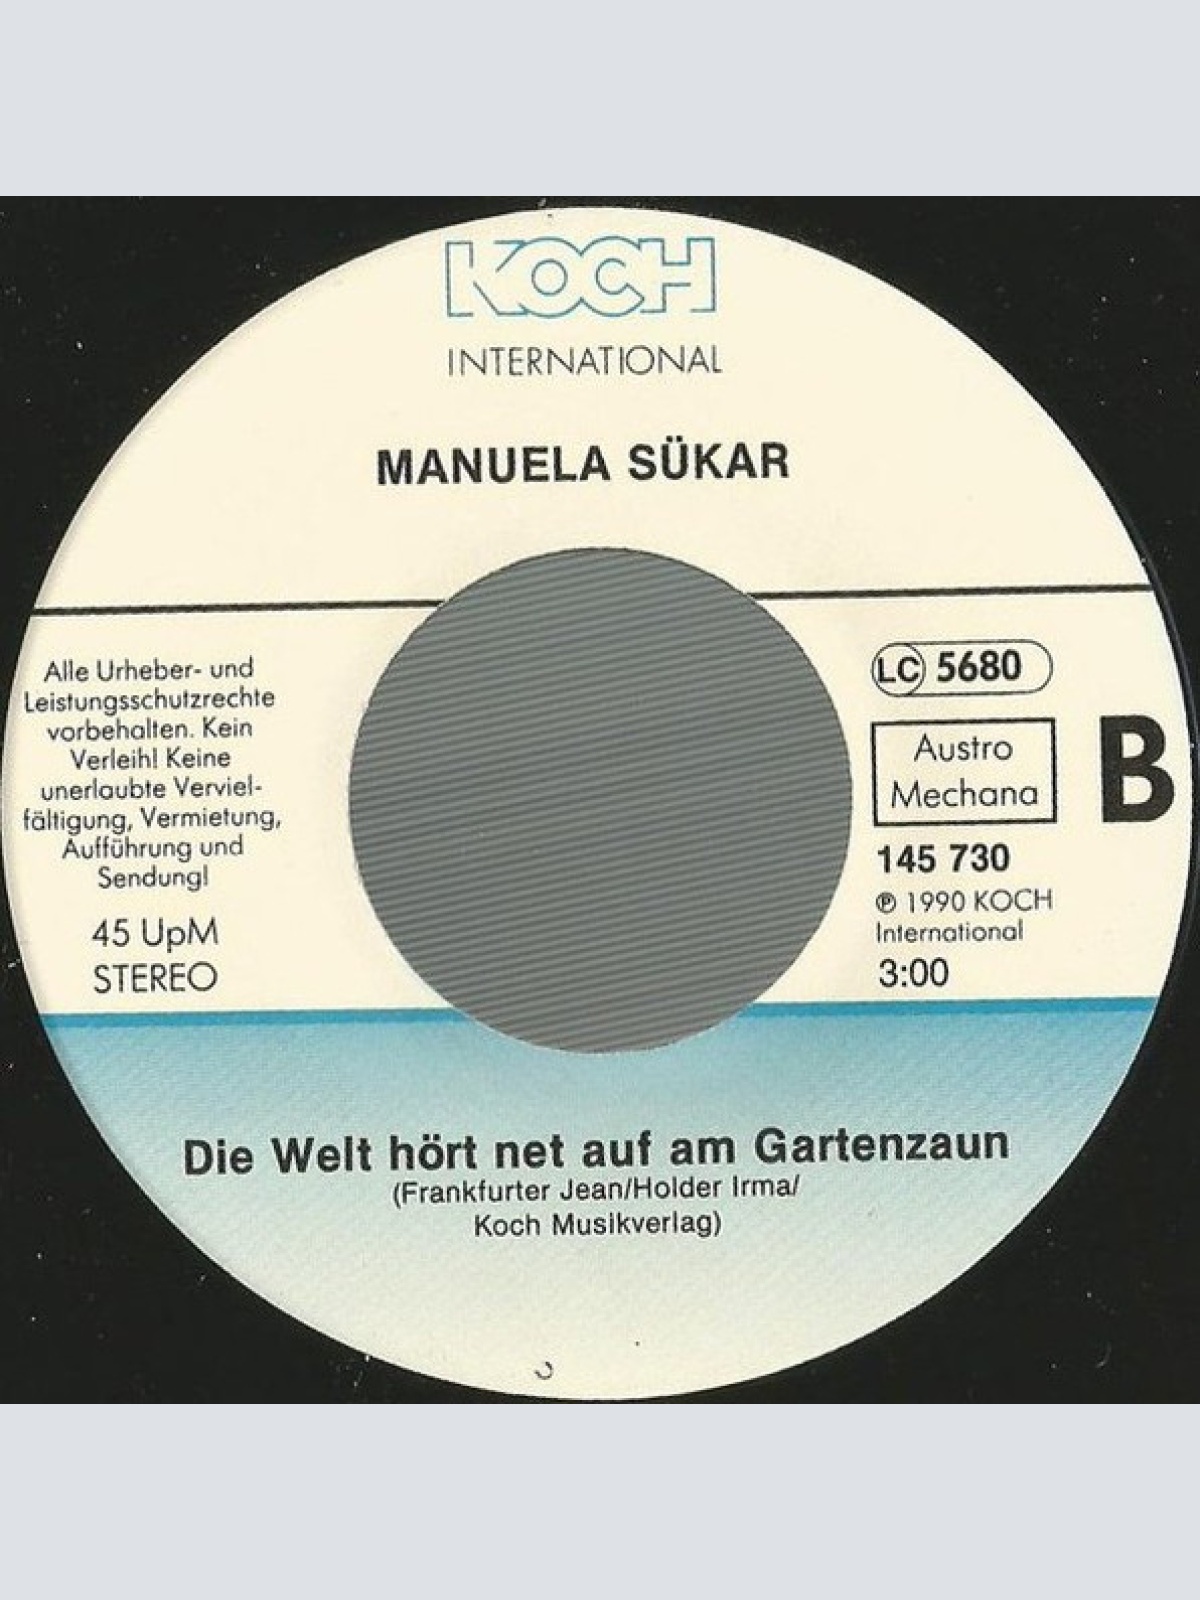 KOCH
INTERNATIONAL
MANUELA SÜKAR
Alle Urheber- und
Leistungsschutzrechte
vorbehalten. Kein
Verleih! Keine
unerlaubte Verviel-
fältigung, Vermietung,
Aufführung und
Sendung!
45 UpM
STEREO
LC 5680
Austro
Mechana
B
145 730
℗ 1990 KOCH
International
3:00
Die Welt hört net auf am Gartenzaun
(Frankfurter Jean/Holder Irma/
Koch Musikverlag)